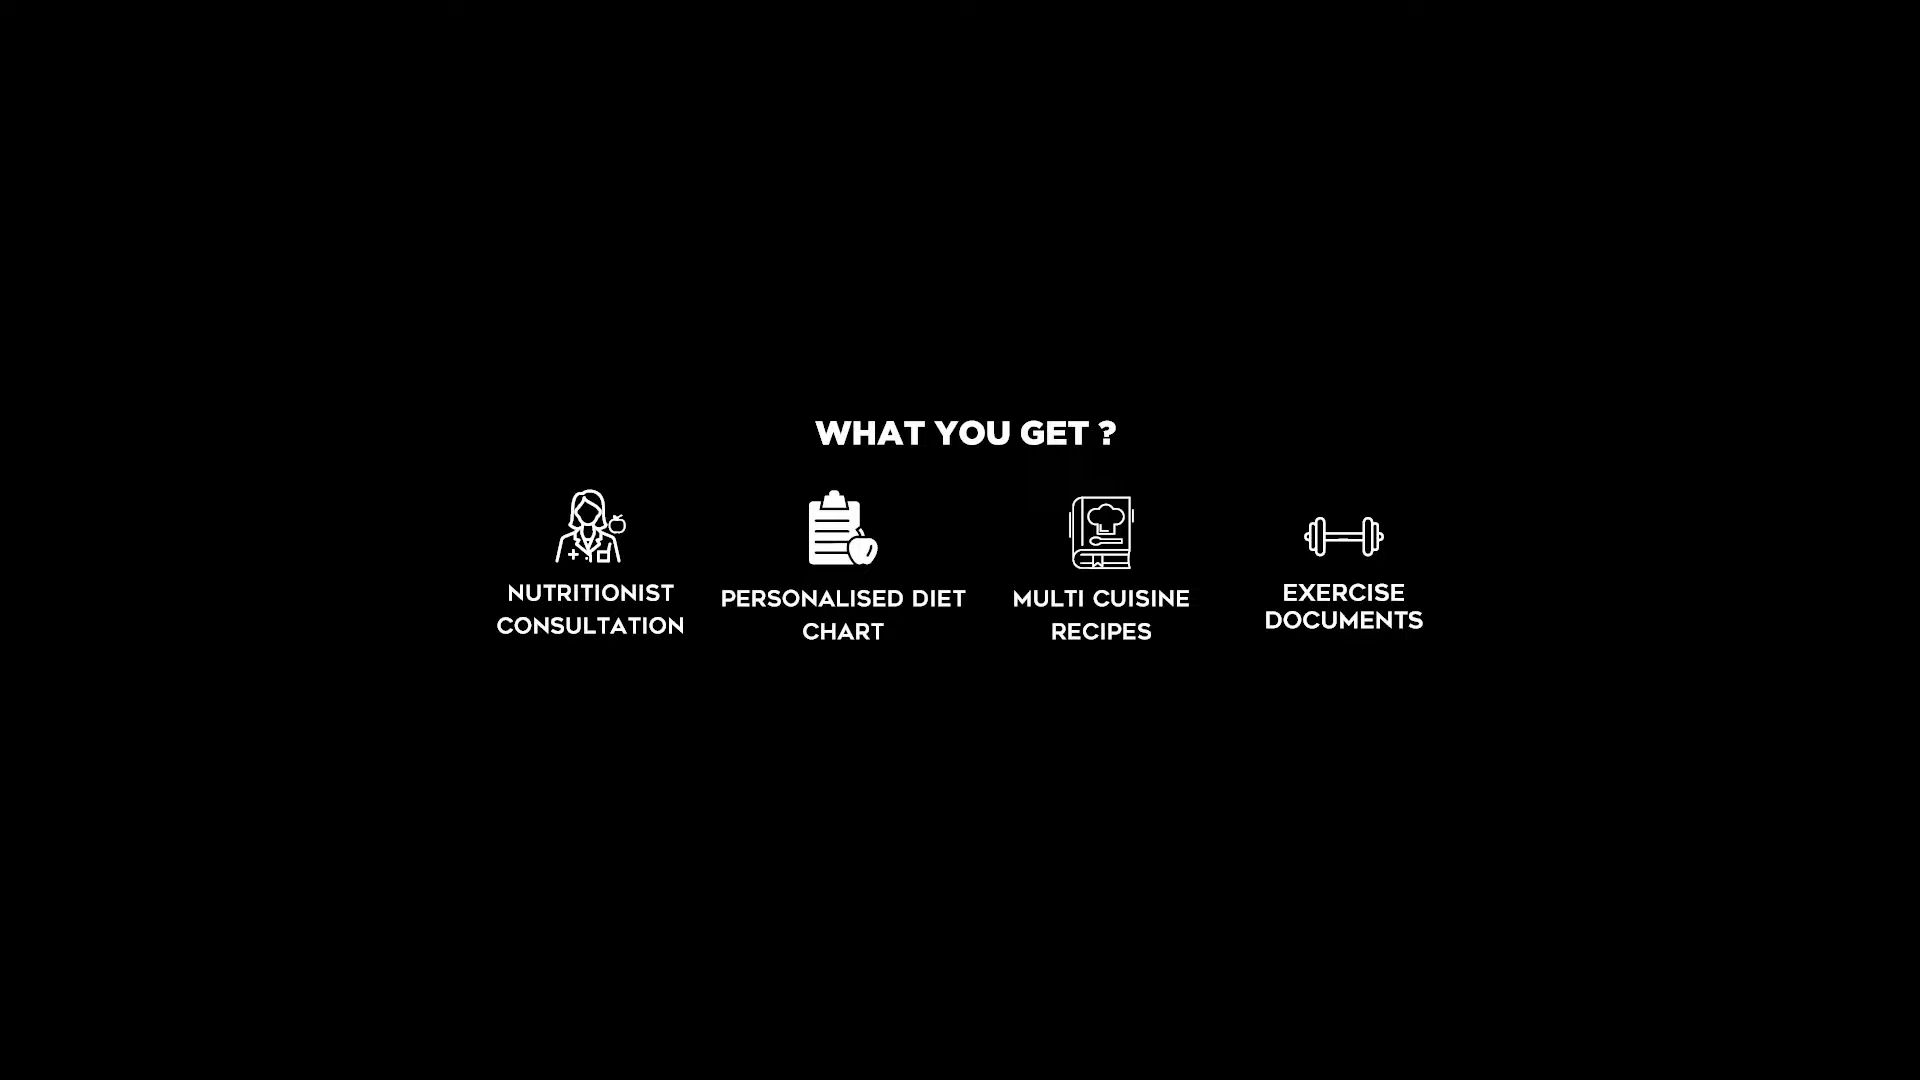 WHAT YOU GET ?
NUTRITIONIST
CONSULTATION
PERSONALISED DIET
CHART
MULTI CUISINE
RECIPES
EXERCISE
DOCUMENTS